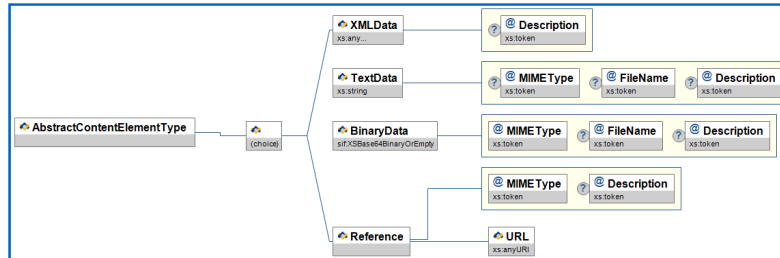 XMLData
xs:any...
? @ Description
xs:token
TextData
xs:string
? @ MIMEType ? @ FileName ? @ Description
xs:token xs:token xs:token
AbstractContentElementType
(choice)
BinaryData
sif:XSBase64BinaryOrEmpty
@ MIMEType ? @ FileName ? @ Description
xs:token xs:token xs:token
@ MIMEType ? @ Description
xs:token xs:token
Reference
URL
xs:anyURI